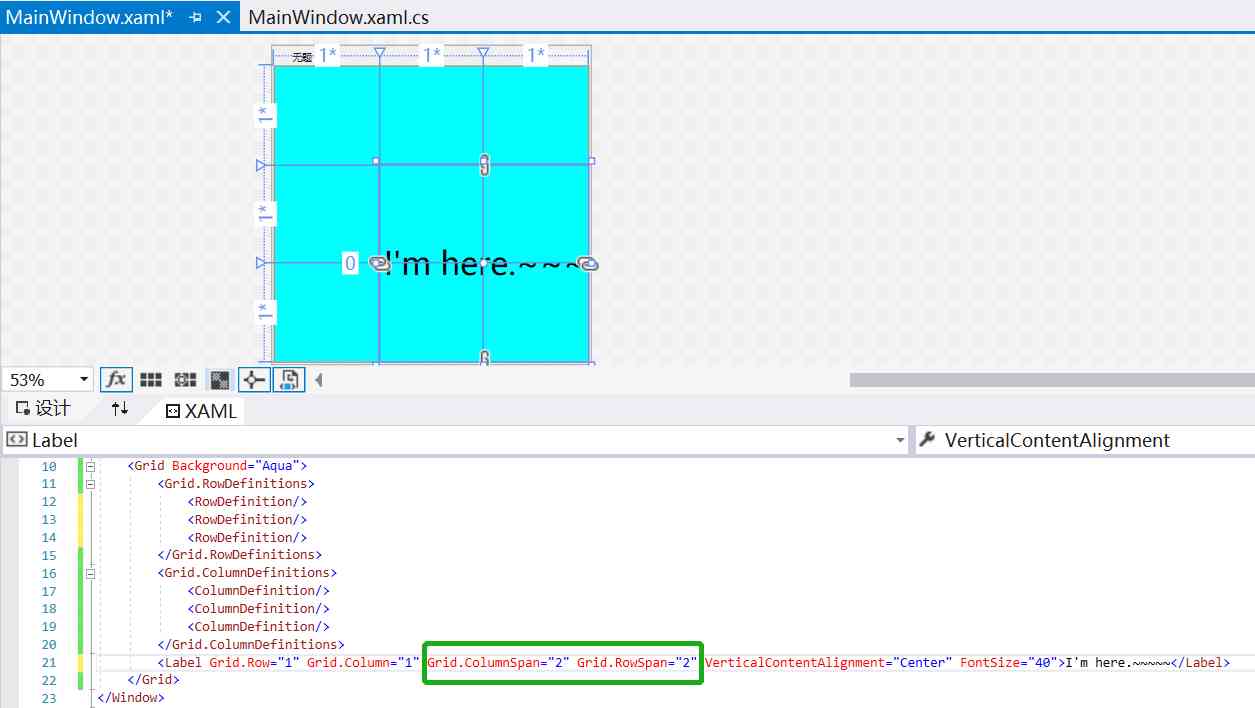 MainWindow.xaml* MainWindow.xaml.cs
无题 1* 1* 1*
1*
1*
0 I'm here.~~~
1*
53% fx
设计 XAML
Label VerticalContentAlignment
10 <Grid Background="Aqua">
11 <Grid.RowDefinitions>
12 <RowDefinition/>
13 <RowDefinition/>
14 <RowDefinition/>
15 </Grid.RowDefinitions>
16 <Grid.ColumnDefinitions>
17 <ColumnDefinition/>
18 <ColumnDefinition/>
19 <ColumnDefinition/>
20 </Grid.ColumnDefinitions>
21 <Label Grid.Row="1" Grid.Column="1" Grid.ColumnSpan="2" Grid.RowSpan="2" VerticalContentAlignment="Center" FontSize="40">I'm here.~~~~~</Label>
22 </Grid>
23 </Window>